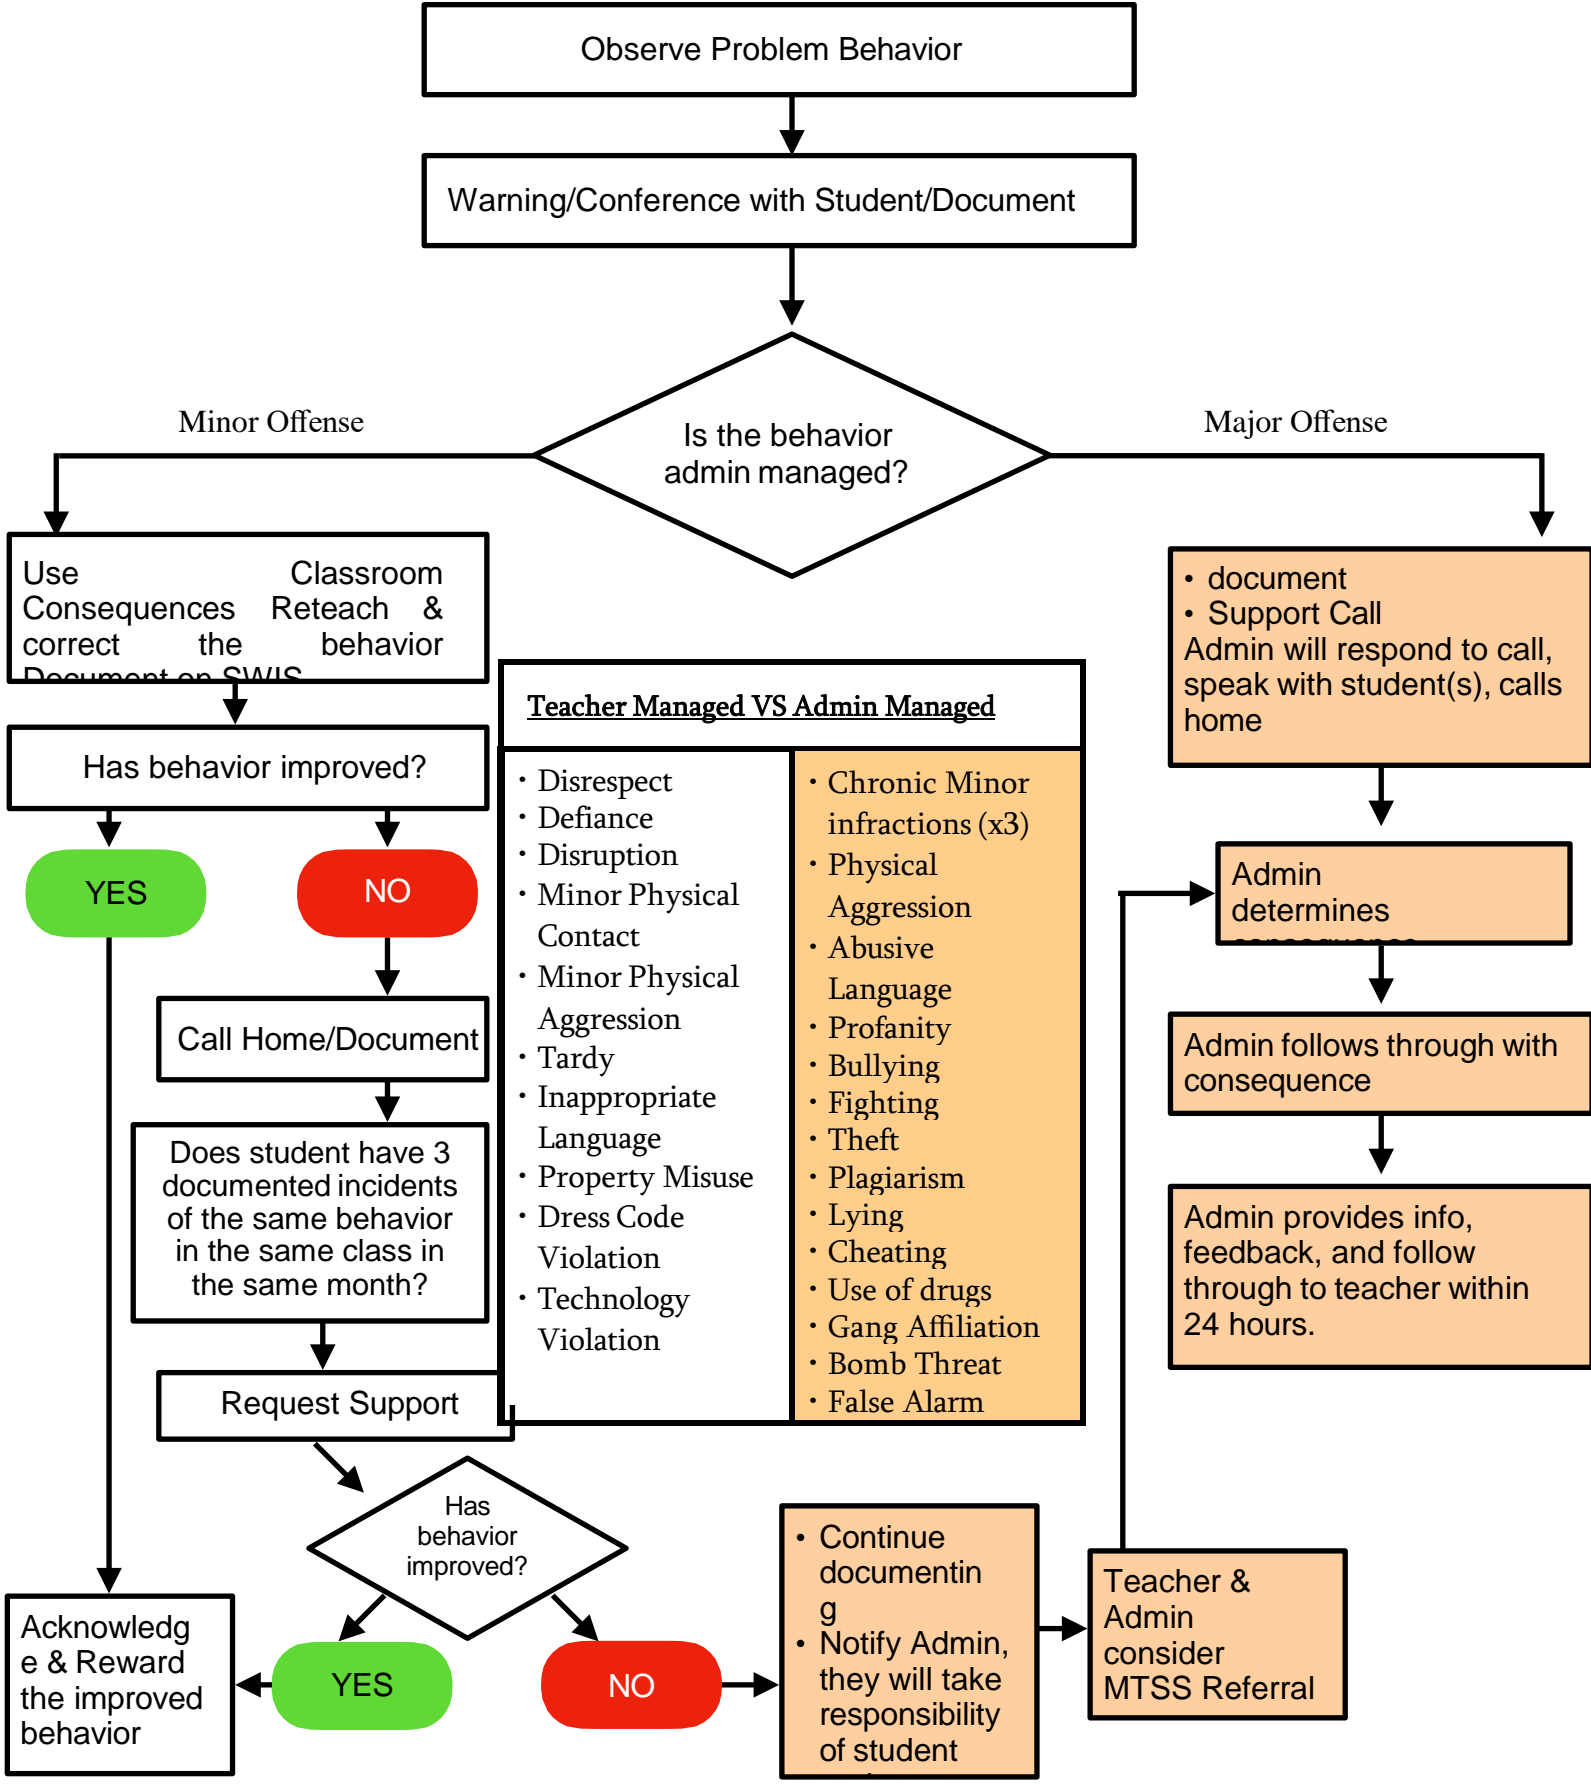 Observe Problem Behavior
Warning/Conference with Student/Document
Minor Offense
Is the behavior
admin managed?
Major Offense
Use Classroom
Consequences Reteach &
correct the behavior
Document on SWIS
Has behavior improved?
YES
NO
Call Home/Document
Does student have 3
documented incidents
of the same behavior
in the same class in
the same month?
Request Support
Has
behavior
improved?
YES
NO
Acknowledg
e & Reward
the improved
behavior
Teacher Managed VS Admin Managed
• Disrespect
• Defiance
• Disruption
• Minor Physical
Contact
• Minor Physical
Aggression
• Tardy
• Inappropriate
Language
• Property Misuse
• Dress Code
Violation
• Technology
Violation
• Chronic Minor
infractions (x3)
• Physical
Aggression
• Abusive
Language
• Profanity
• Bullying
• Fighting
• Theft
• Plagiarism
• Lying
• Cheating
• Use of drugs
• Gang Affiliation
• Bomb Threat
• False Alarm
• Continue
documentin
g
• Notify Admin,
they will take
responsibility
of student
Teacher &
Admin
consider
MTSS Referral
• document
• Support Call
Admin will respond to call,
speak with student(s), calls
home
Admin
determines
consequence
Admin follows through with
consequence
Admin provides info,
feedback, and follow
through to teacher within
24 hours.